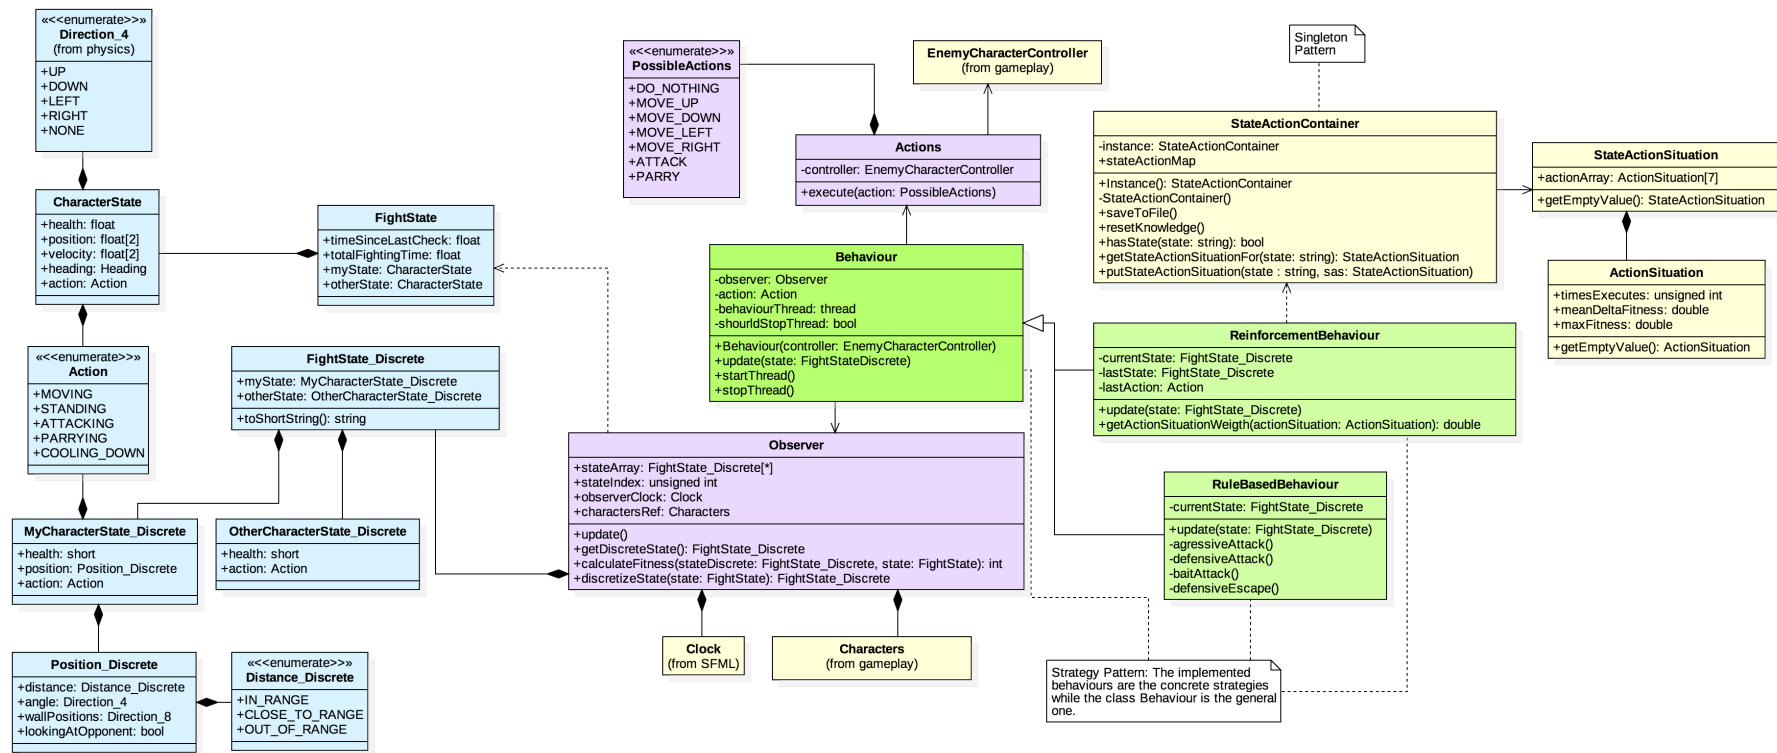 «<<enumerate>>»
Direction_4
(from physics)
+UP
+DOWN
+LEFT
+RIGHT
+NONE
CharacterState
+health: float
+position: float[2]
+velocity: float[2]
+heading: Heading
+action: Action
«<<enumerate>>»
Action
+MOVING
+STANDING
+ATTACKING
+PARRYING
+COOLING_DOWN
MyCharacterState_Discrete
+health: short
+position: Position_Discrete
+action: Action
Position_Discrete
+distance: Distance_Discrete
+angle: Direction_4
+wallPositions: Direction_8
+lookingAtOpponent: bool
«<<enumerate>>»
Distance_Discrete
+IN_RANGE
+CLOSE_TO_RANGE
+OUT_OF_RANGE
FightState
+timeSinceLastCheck: float
+totalFightingTime: float
+myState: CharacterState
+otherState: CharacterState
FightState_Discrete
+myState: MyCharacterState_Discrete
+otherState: OtherCharacterState_Discrete
+toShortString(): string
OtherCharacterState_Discrete
+health: short
+action: Action
«<<enumerate>>»
PossibleActions
+DO_NOTHING
+MOVE_UP
+MOVE_DOWN
+MOVE_LEFT
+MOVE_RIGHT
+ATTACK
+PARRY
EnemyCharacterController
(from gameplay)
Actions
-controller: EnemyCharacterController
+execute(action: PossibleActions)
Behaviour
-observer: Observer
-action: Action
-behaviourThread: thread
-shourldStopThread: bool
+Behaviour(controller: EnemyCharacterController)
+update(state: FightStateDiscrete)
+startThread()
+stopThread()
Observer
+stateArray: FightState_Discrete[*]
+stateIndex: unsigned int
+observerClock: Clock
+charactersRef: Characters
+update()
+getDiscreteState(): FightState_Discrete
+calculateFitness(stateDiscrete: FightState_Discrete, state: FightState): int
+discretizeState(state: FightState): FightState_Discrete
Clock
(from SFML)
Characters
(from gameplay)
Singleton
Pattern
StateActionContainer
-instance: StateActionContainer
+stateActionMap
+Instance(): StateActionContainer
-StateActionContainer()
+saveToFile()
+resetKnowledge()
+hasState(state: string): bool
+getStateActionSituationFor(state: string): StateActionSituation
+putStateActionSituation(state : string, sas: StateActionSituation)
StateActionSituation
+actionArray: ActionSituation[7]
+getEmptyValue(): StateActionSituation
ActionSituation
+timesExecutes: unsigned int
+meanDeltaFitness: double
+maxFitness: double
+getEmptyValue(): ActionSituation
ReinforcementBehaviour
-currentState: FightState_Discrete
-lastState: FightState_Discrete
-lastAction: Action
+update(state: FightState_Discrete)
+getActionSituationWeigth(actionSituation: ActionSituation): double
RuleBasedBehaviour
-currentState: FightState_Discrete
+update(state: FightState_Discrete)
-agressiveAttack()
-defensiveAttack()
-baitAttack()
-defensiveEscape()
Strategy Pattern: The implemented
behaviours are the concrete strategies
while the class Behaviour is the general
one.